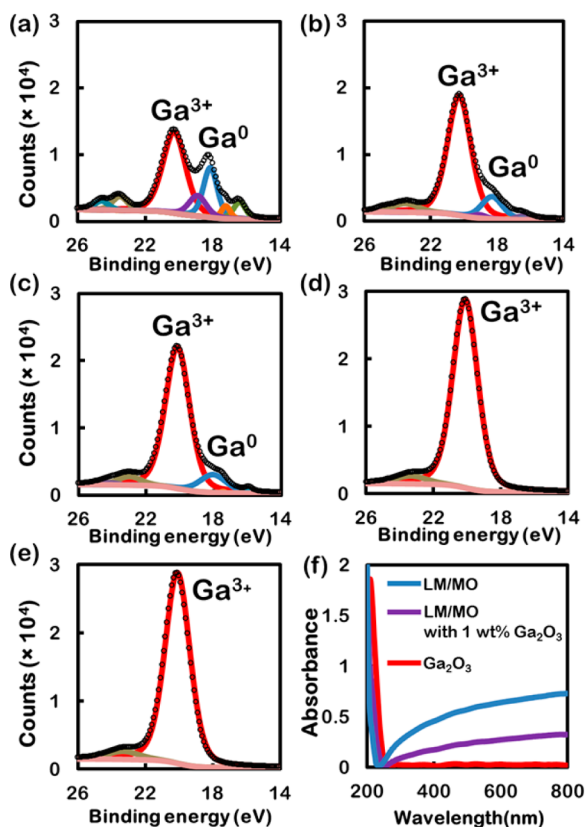 (a)
Counts (× 10⁴)
3
2
1
0
Ga³⁺
Ga⁰
26 22 18 14
Binding energy (eV)
(b)
3
2
1
0
Ga³⁺
Ga⁰
26 22 18 14
Binding energy (eV)
(c)
Counts (× 10⁴)
3
2
1
0
Ga³⁺
Ga⁰
26 22 18 14
Binding energy (eV)
(d)
3
2
1
0
Ga³⁺
26 22 18 14
Binding energy (eV)
(e)
Counts (× 10⁴)
3
2
1
0
Ga³⁺
26 22 18 14
Binding energy (eV)
(f)
Absorbance
2
1.5
1
0.5
0
LM/MO
LM/MO
with 1 wt% Ga₂O₃
Ga₂O₃
200 400 600 800
Wavelength(nm)